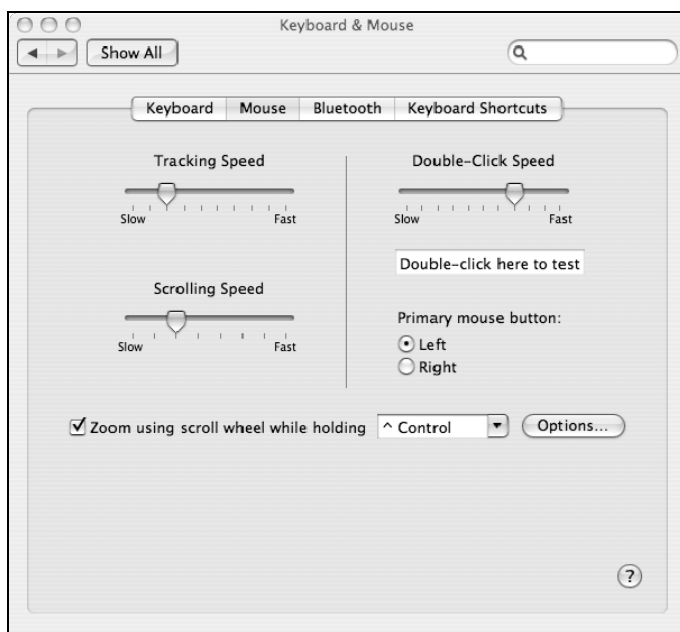 Keyboard & Mouse
Show All
Keyboard Mouse Bluetooth Keyboard Shortcuts
Tracking Speed
Slow Fast
Double-Click Speed
Slow Fast
Double-click here to test
Scrolling Speed
Slow Fast
Primary mouse button:
Left
Right
Zoom using scroll wheel while holding ^ Control Options...
?